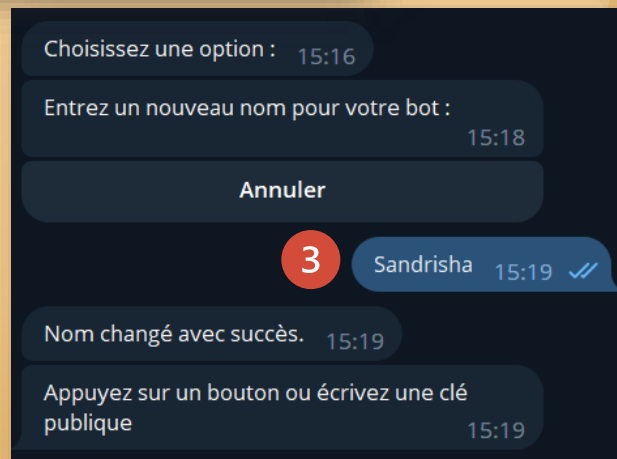 Choisissez une option : 15:16
Entrez un nouveau nom pour votre bot :
15:18
Annuler
3 Sandrisha 15:19
Nom changé avec succès. 15:19
Appuyez sur un bouton ou écrivez une clé
publique 15:19